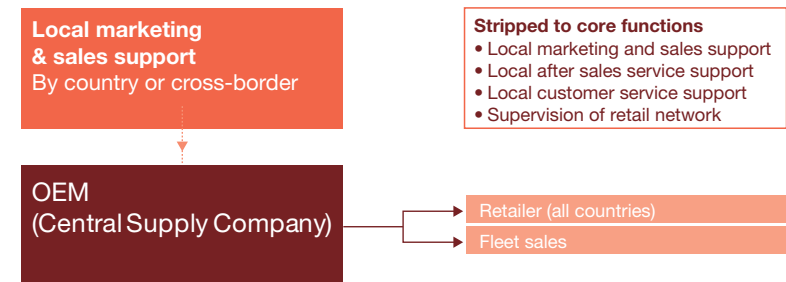 Local marketing
& sales support
By country or cross-border
Stripped to core functions
• Local marketing and sales support
• Local after sales service support
• Local customer service support
• Supervision of retail network
OEM
(Central Supply Company)
Retailer (all countries)
Fleet sales